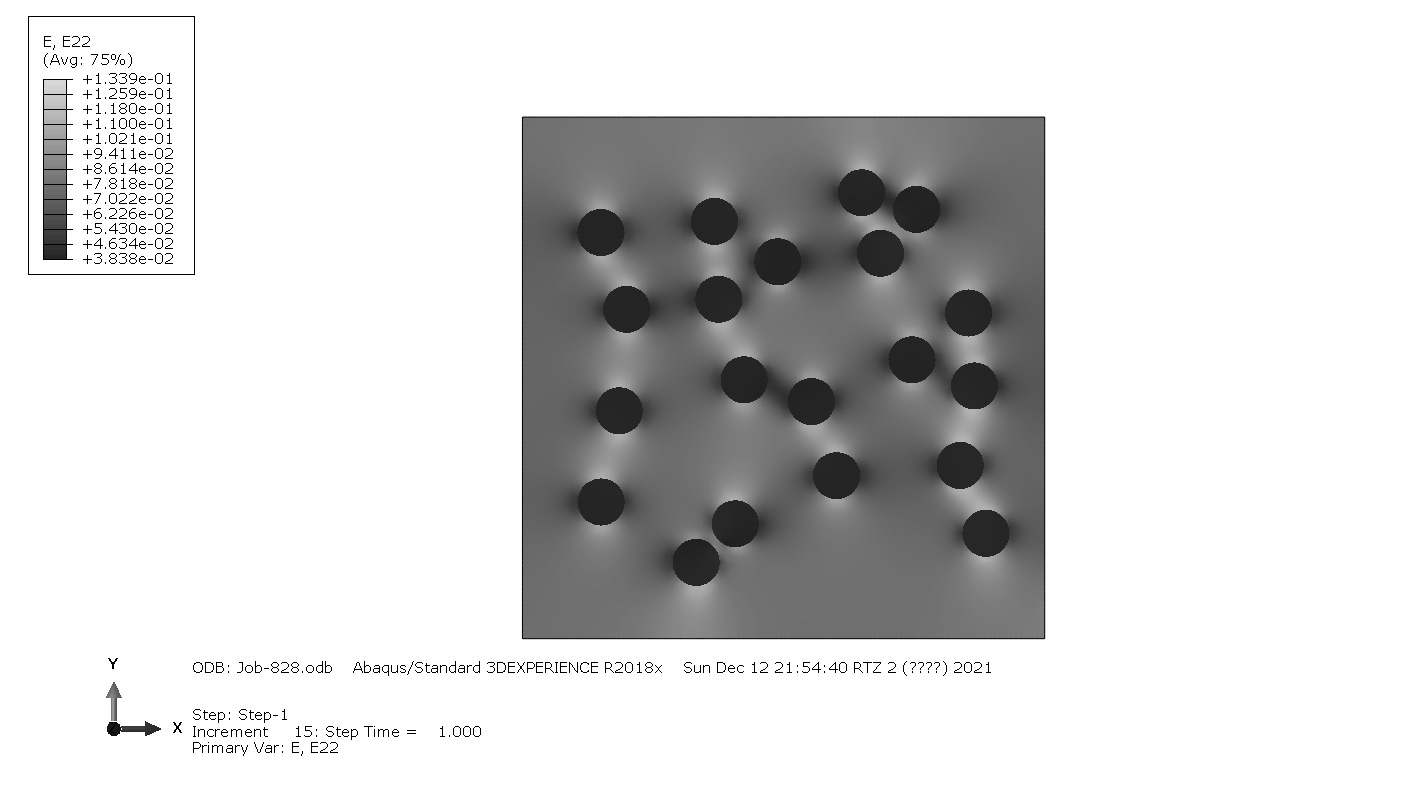 E, E22
(Avg: 75%)
+1.339e-01
+1.259e-01
+1.180e-01
+1.100e-01
+1.021e-01
+9.411e-02
+8.614e-02
+7.818e-02
+7.022e-02
+6.226e-02
+5.430e-02
+4.634e-02
+3.838e-02
Y
X
ODB: Job-828.odb Abaqus/Standard 3DEXPERIENCE R2018x Sun Dec 12 21:54:40 RTZ 2 (????) 2021
Step: Step-1
Increment 15: Step Time = 1.000
Primary Var: E, E22